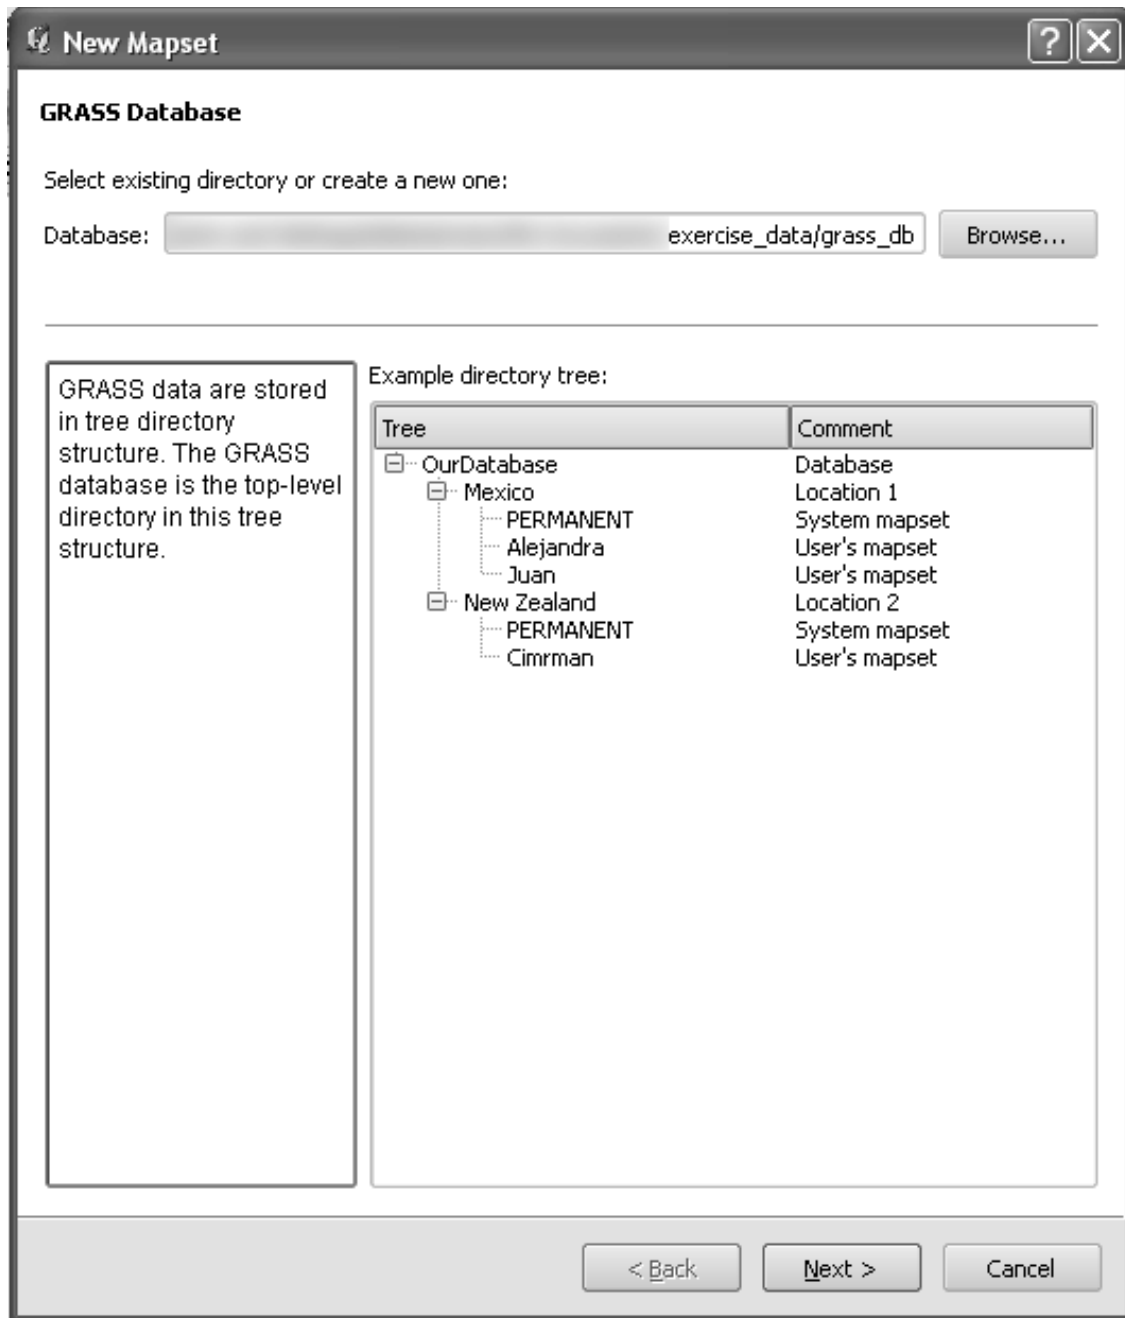 New Mapset
GRASS Database
Select existing directory or create a new one:
Database: exercise_data/grass_db Browse...
GRASS data are stored
in tree directory
structure. The GRASS
database is the top-level
directory in this tree
structure.
Example directory tree:
Tree Comment
OurDatabase Database
Mexico Location 1
PERMANENT System mapset
Alejandra User's mapset
Juan User's mapset
New Zealand Location 2
PERMANENT System mapset
Cimrman User's mapset
< Back Next > Cancel